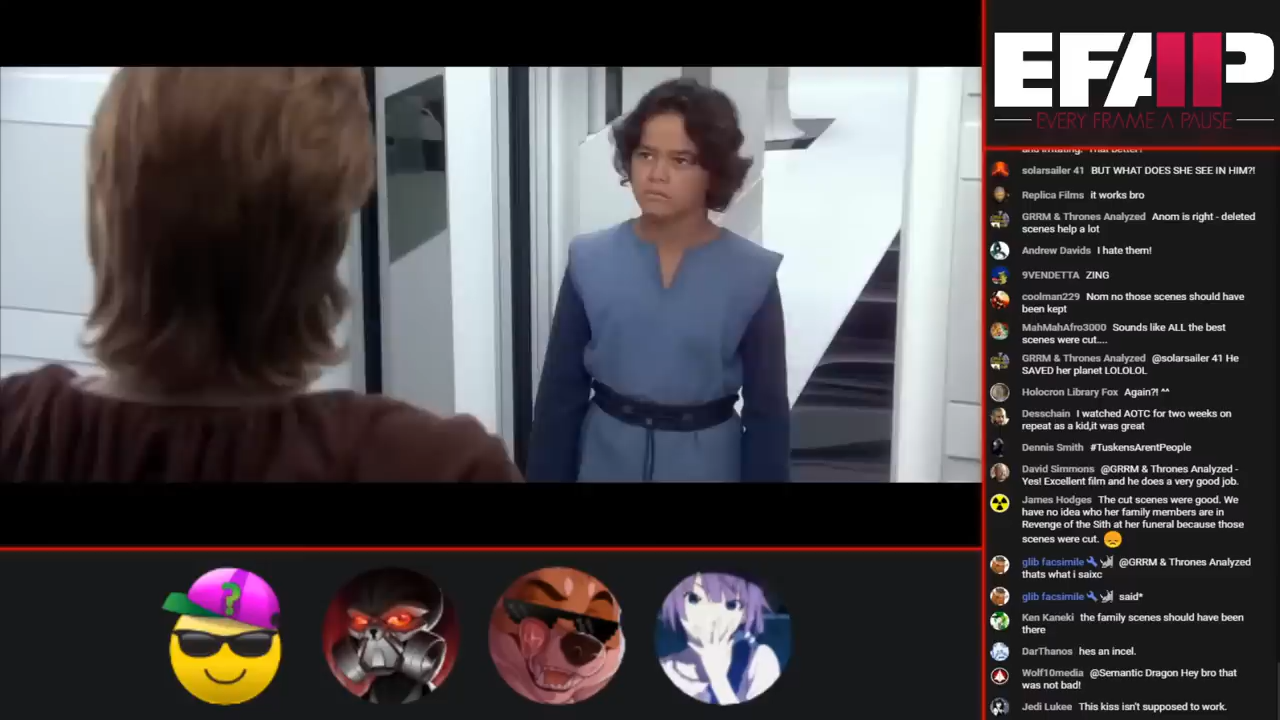 EFAP
EVERY FRAME A PAUSE
and irritating. That better?
solarsailer 41 BUT WHAT DOES SHE SEE IN HIM?!
Replica Films it works bro
GRRM & Thrones Analyzed Anom is right - deleted
scenes help a lot
Andrew Davids I hate them!
9VENDETTA ZING
coolman229 Nom no those scenes should have
been kept
MahMahAfro3000 Sounds like ALL the best
scenes were cut....
GRRM & Thrones Analyzed @solarsailer 41 He
SAVED her planet LOLOLOL
Holocron Library Fox Again?! ^^
Desschain I watched AOTC for two weeks on
repeat as a kid,it was great
Dennis Smith #TuskensArentPeople
David Simmons @GRRM & Thrones Analyzed -
Yes! Excellent film and he does a very good job.
James Hodges The cut scenes were good. We
have no idea who her family members are in
Revenge of the Sith at her funeral because those
scenes were cut.
glib facsimile @GRRM & Thrones Analyzed
thats what i saixc
glib facsimile said*
Ken Kaneki the family scenes should have been
there
DarThanos hes an incel.
Wolf10media @Semantic Dragon Hey bro that
was not bad!
Jedi Lukee This kiss isn't supposed to work.
?